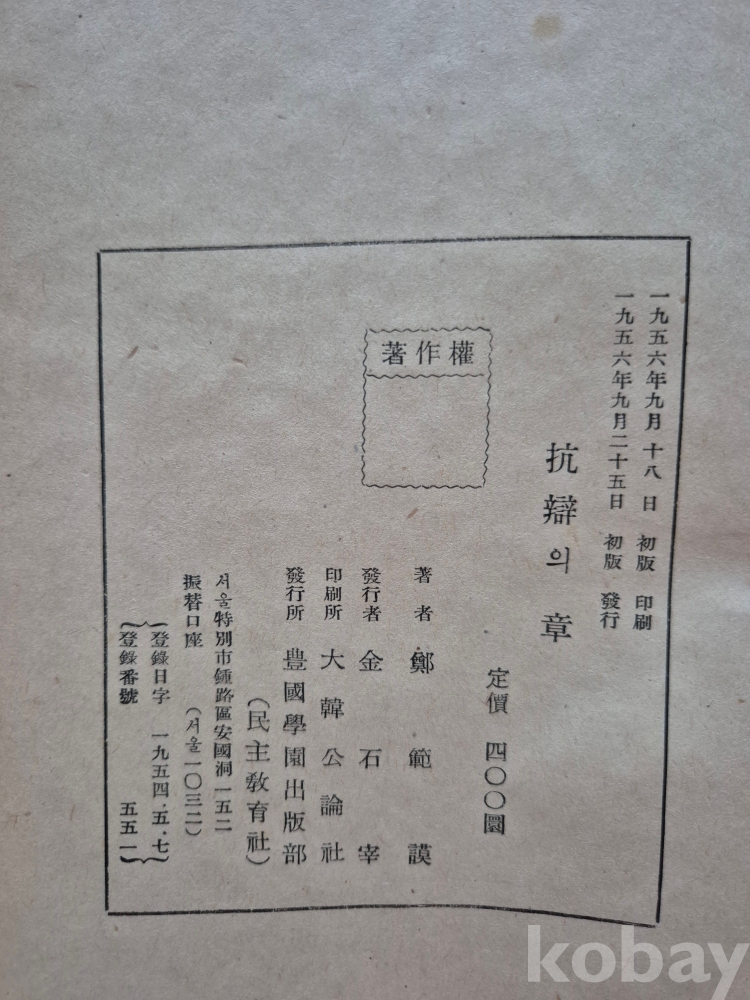 一九五六年九月十八日 初版 印刷
一九五六年九月二十五日 初版 發行
抗辯의 章
定價 四〇〇圜
著作權
著者 鄭範謨
發行者 金石宰
印刷所 大韓公論社
發行所 豊國學園出版部
(民主敎育社)
서울特別市鍾路區安國洞一五二
振替口座 (서울一〇三二)
登錄日字 一九五四·五·七
登錄番號 五五一
kobay